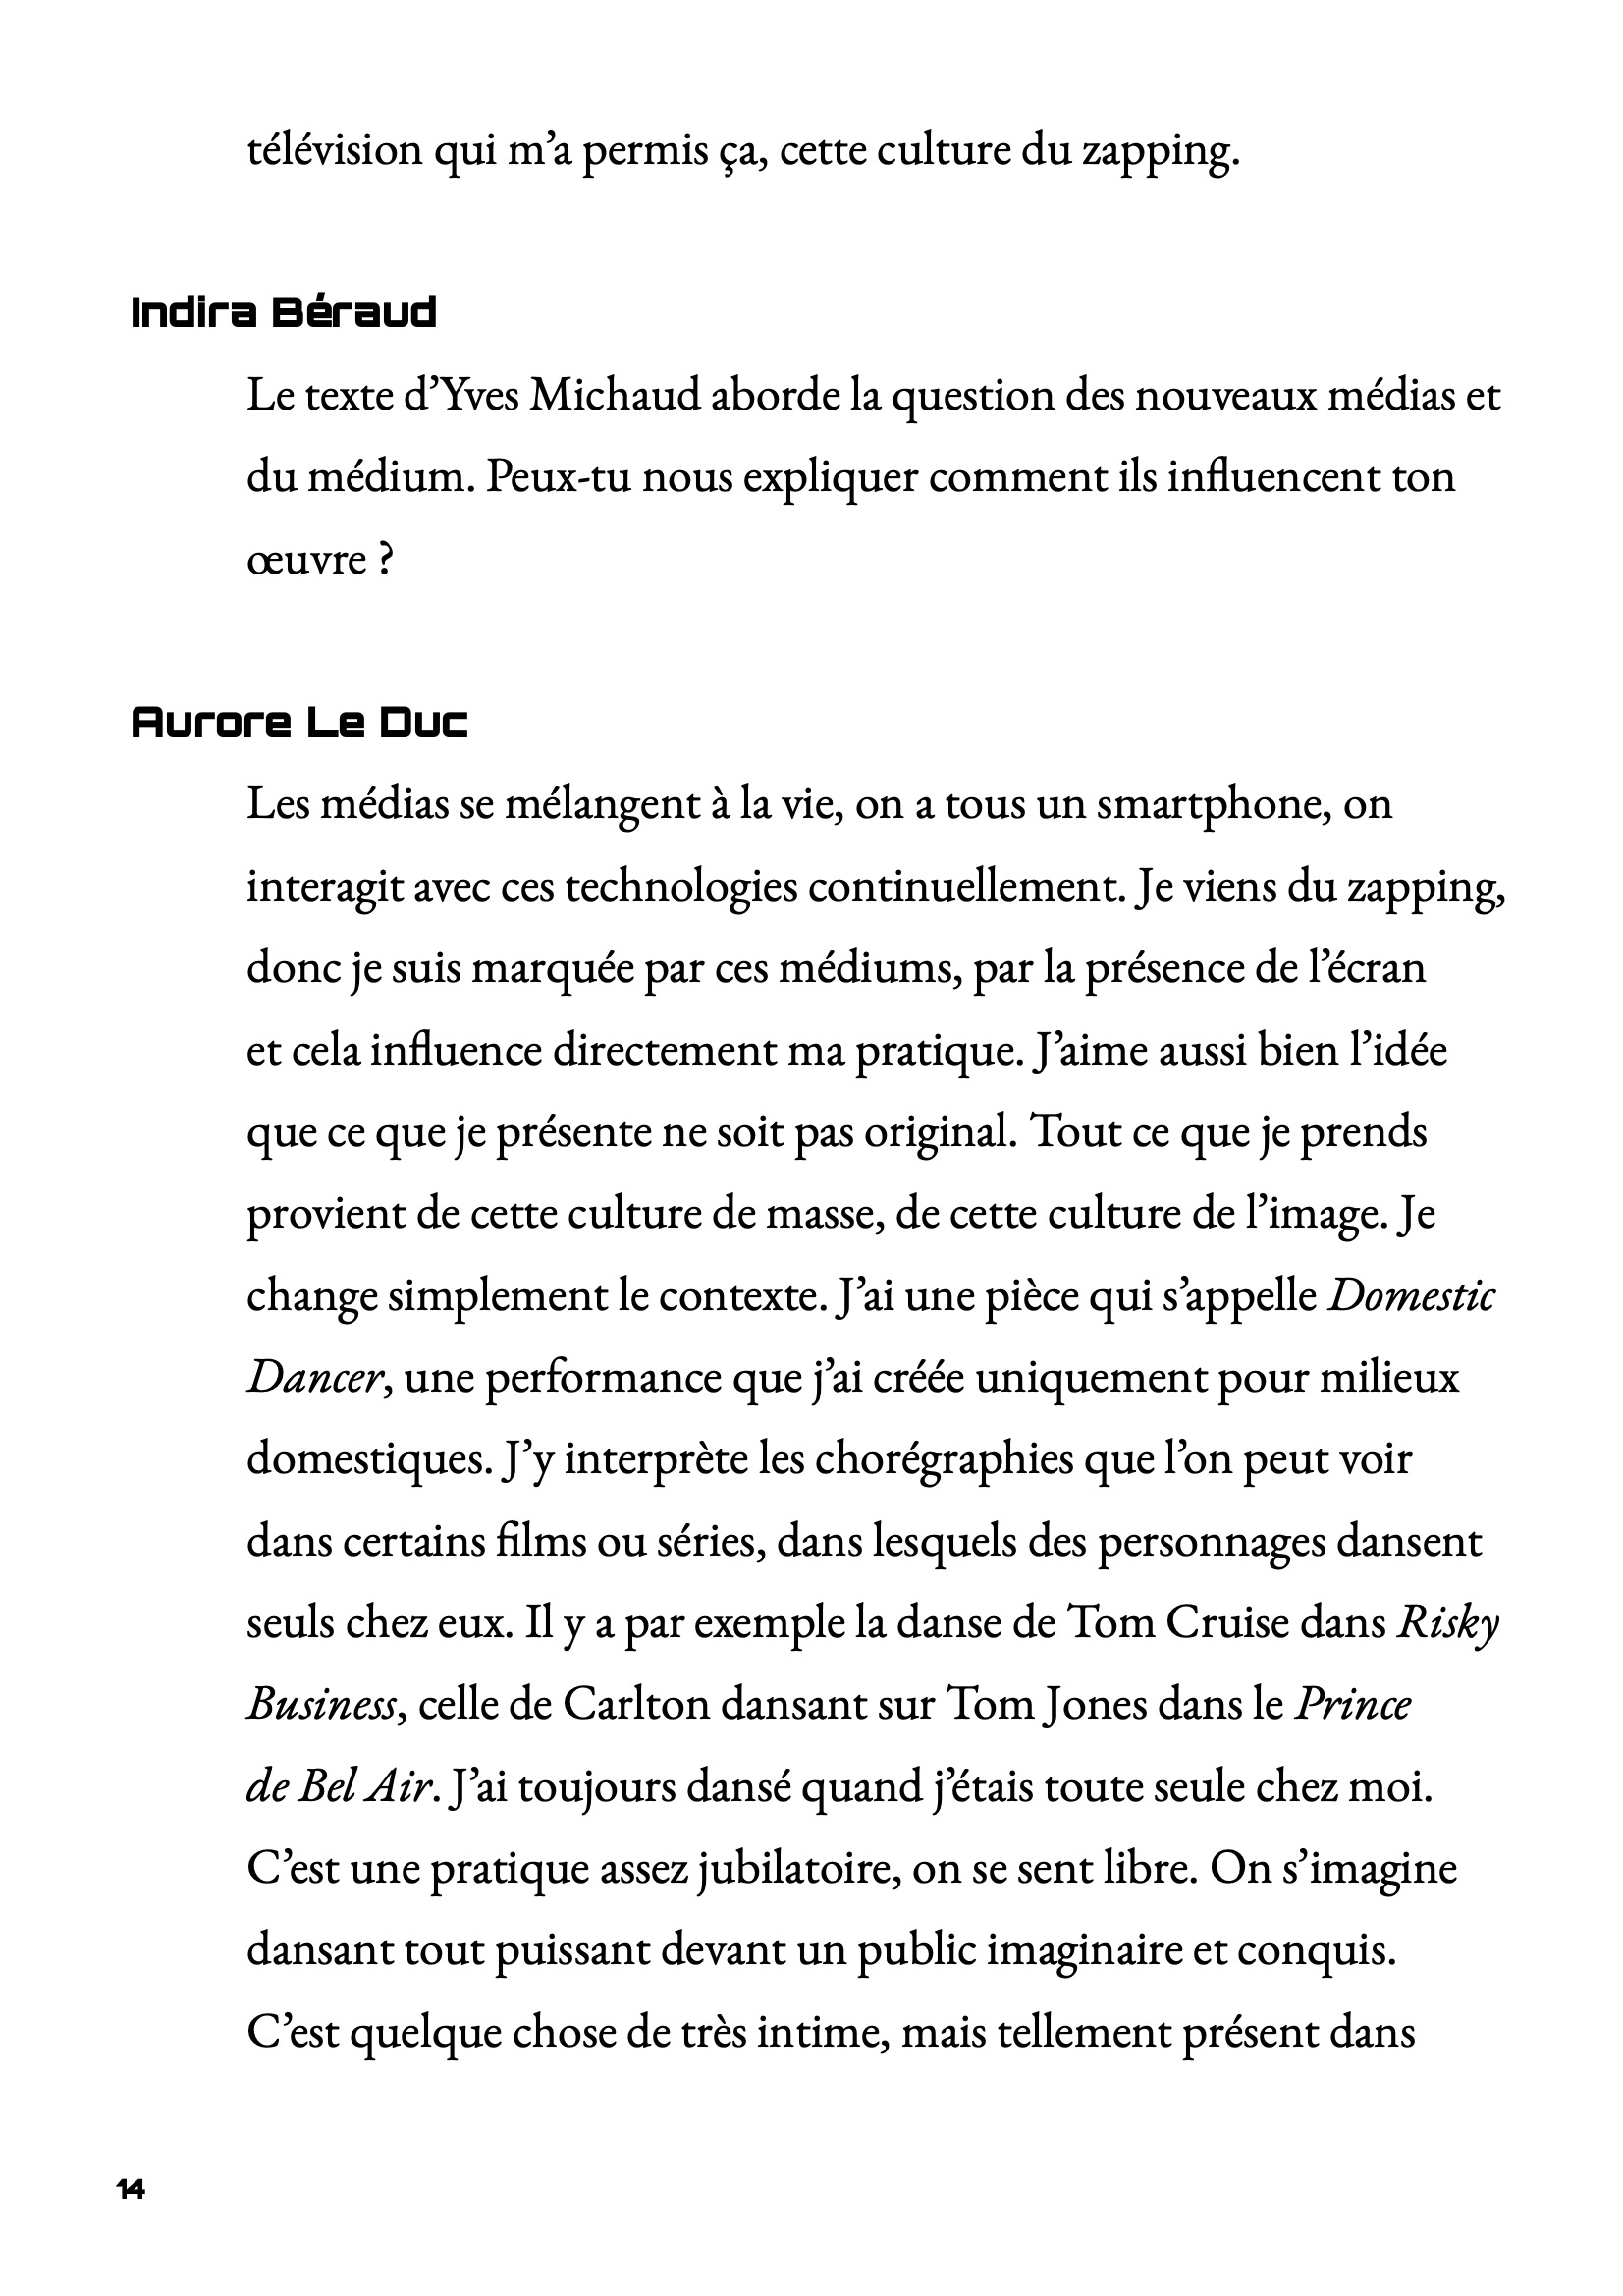 télévision qui m’a permis ça, cette culture du zapping.
Indira Béraud
Le texte d’Yves Michaud aborde la question des nouveaux médias et
du médium. Peux-tu nous expliquer comment ils influencent ton
œuvre ?
Aurore Le Duc
Les médias se mélangent à la vie, on a tous un smartphone, on
interagit avec ces technologies continuellement. Je viens du zapping,
donc je suis marquée par ces médiums, par la présence de l’écran
et cela influence directement ma pratique. J’aime aussi bien l’idée
que ce que je présente ne soit pas original. Tout ce que je prends
provient de cette culture de masse, de cette culture de l’image. Je
change simplement le contexte. J’ai une pièce qui s’appelle Domestic
Dancer, une performance que j’ai créée uniquement pour milieux
domestiques. J’y interprète les chorégraphies que l’on peut voir
dans certains films ou séries, dans lesquels des personnages dansent
seuls chez eux. Il y a par exemple la danse de Tom Cruise dans Risky
Business, celle de Carlton dansant sur Tom Jones dans le Prince
de Bel Air. J’ai toujours dansé quand j’étais toute seule chez moi.
C’est une pratique assez jubilatoire, on se sent libre. On s’imagine
dansant tout puissant devant un public imaginaire et conquis.
C’est quelque chose de très intime, mais tellement présent dans
14